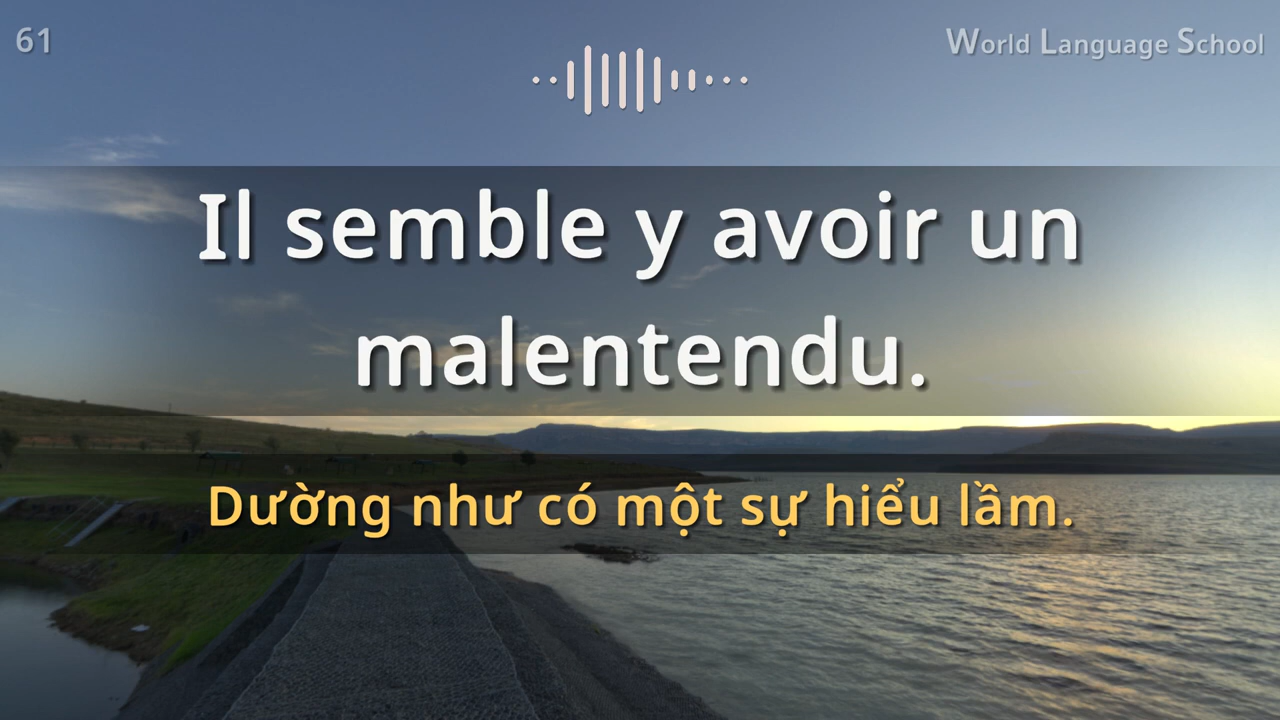 61
World Language School
Il semble y avoir un
malentendu.
Dường như có một sự hiểu lầm.